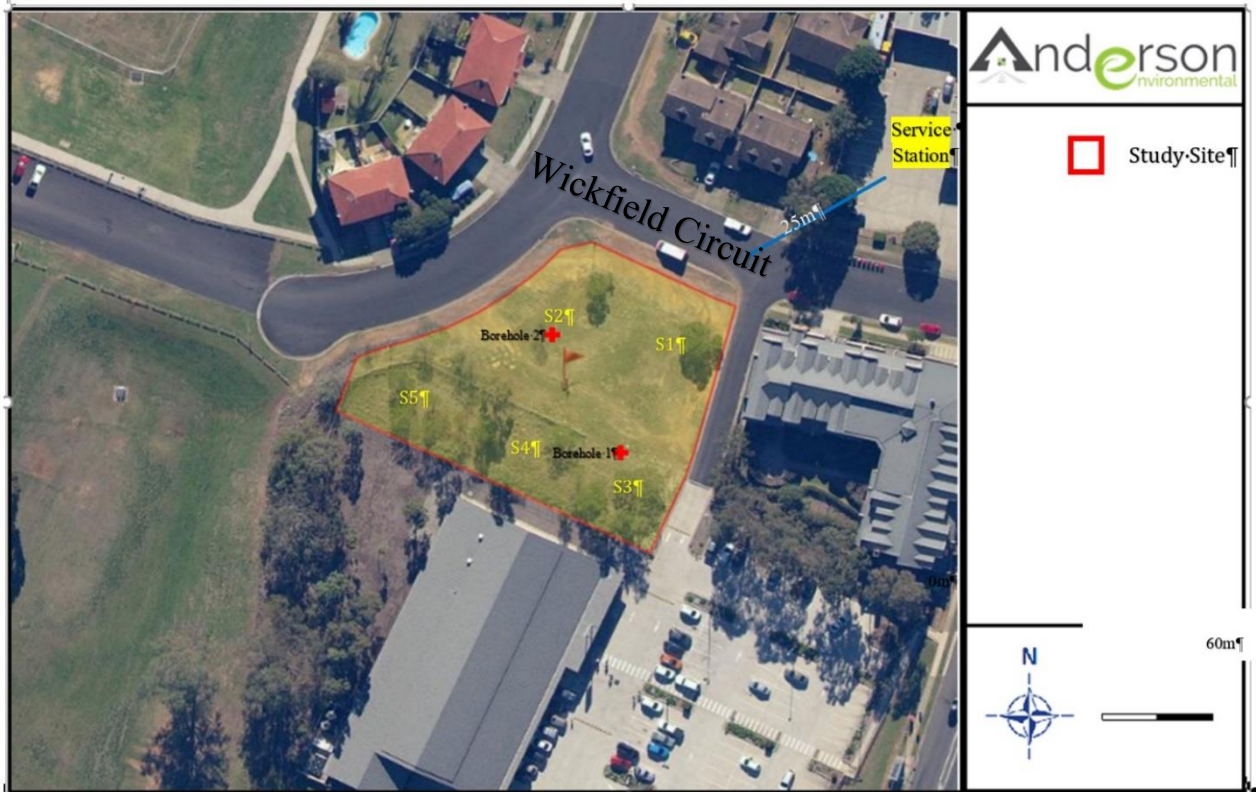 Anderson
nvironmental
Service
Station¶
Study·Site¶
Wickfield Circuit
25m¶
S2¶
Borehole·2¶
S1¶
S5¶
S4¶
Borehole·1¶
S3¶
0m¶
60m¶
N